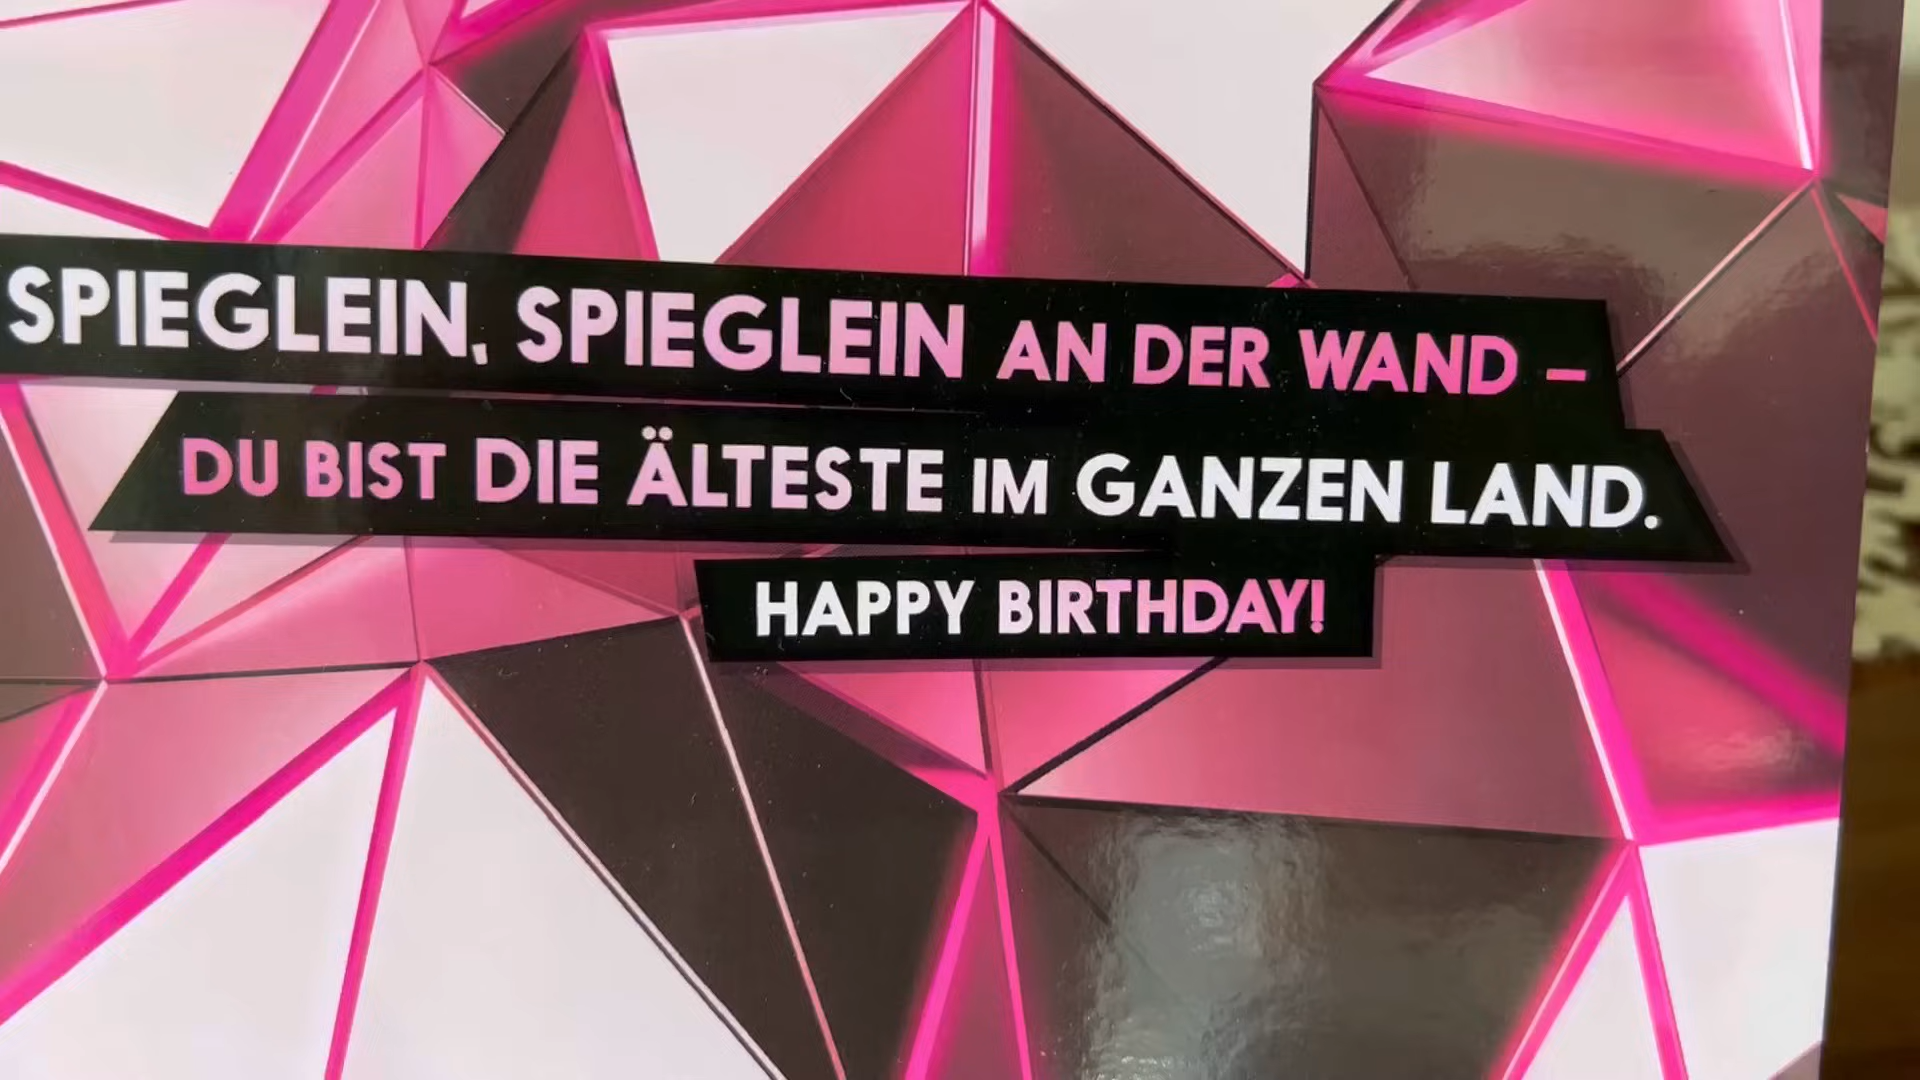 SPIEGLEIN, SPIEGLEIN AN DER WAND –
DU BIST DIE ÄLTESTE IM GANZEN LAND.
HAPPY BIRTHDAY!